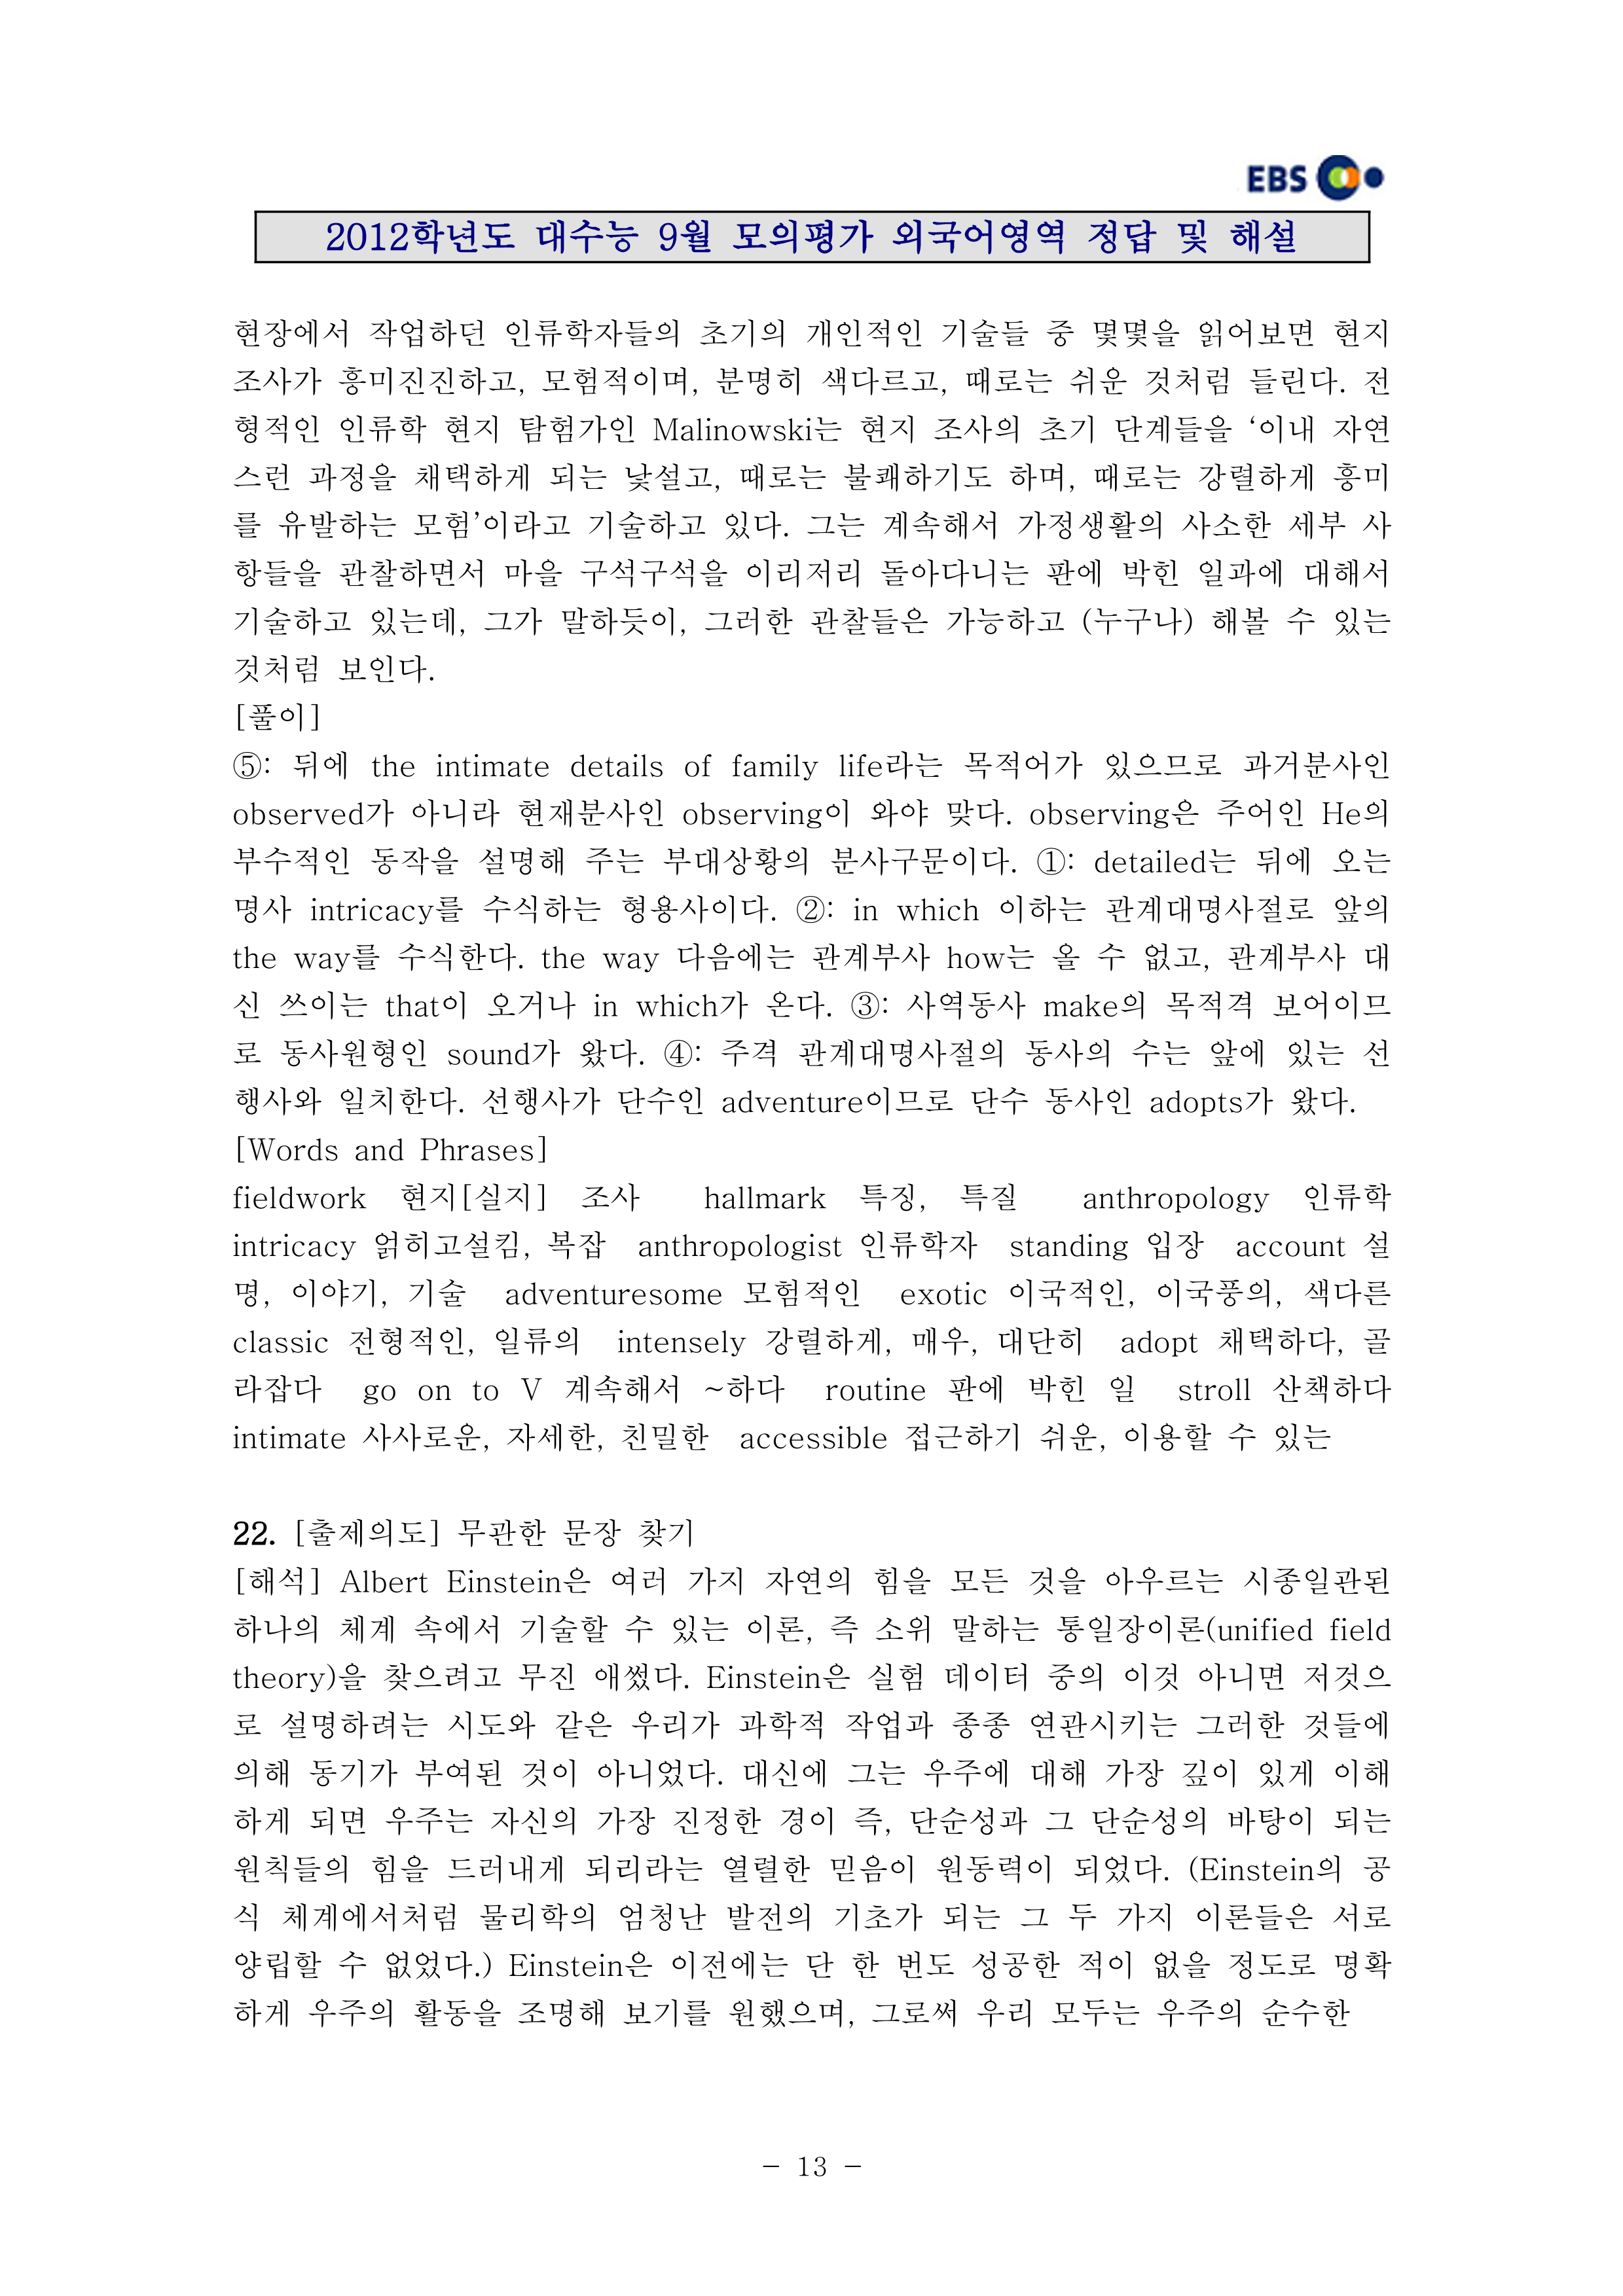 EBS
2012학년도 대수능 9월 모의평가 외국어영역 정답 및 해설
현장에서 작업하던 인류학자들의 초기의 개인적인 기술들 중 몇몇을 읽어보면 현지
조사가 흥미진진하고, 모험적이며, 분명히 색다르고, 때로는 쉬운 것처럼 들린다. 전
형적인 인류학 현지 탐험가인 Malinowski는 현지 조사의 초기 단계들을 ‘이내 자연
스런 과정을 채택하게 되는 낯설고, 때로는 불쾌하기도 하며, 때로는 강렬하게 흥미
를 유발하는 모험’이라고 기술하고 있다. 그는 계속해서 가정생활의 사소한 세부 사
항들을 관찰하면서 마을 구석구석을 이리저리 돌아다니는 판에 박힌 일과에 대해서
기술하고 있는데, 그가 말하듯이, 그러한 관찰들은 가능하고 (누구나) 해볼 수 있는
것처럼 보인다.
[풀이]
⑤: 뒤에 the intimate details of family life라는 목적어가 있으므로 과거분사인
observed가 아니라 현재분사인 observing이 와야 맞다. observing은 주어인 He의
부수적인 동작을 설명해 주는 부대상황의 분사구문이다. ①: detailed는 뒤에 오는
명사 intricacy를 수식하는 형용사이다. ②: in which 이하는 관계대명사절로 앞의
the way를 수식한다. the way 다음에는 관계부사 how는 올 수 없고, 관계부사 대
신 쓰이는 that이 오거나 in which가 온다. ③: 사역동사 make의 목적격 보어이므
로 동사원형인 sound가 왔다. ④: 주격 관계대명사절의 동사의 수는 앞에 있는 선
행사와 일치한다. 선행사가 단수인 adventure이므로 단수 동사인 adopts가 왔다.
[Words and Phrases]
fieldwork 현지[실지] 조사 hallmark 특징, 특질 anthropology 인류학
intricacy 얽히고설킴, 복잡 anthropologist 인류학자 standing 입장 account 설
명, 이야기, 기술 adventuresome 모험적인 exotic 이국적인, 이국풍의, 색다른
classic 전형적인, 일류의 intensely 강렬하게, 매우, 대단히 adopt 채택하다, 골
라잡다 go on to V 계속해서 ~하다 routine 판에 박힌 일 stroll 산책하다
intimate 사사로운, 자세한, 친밀한 accessible 접근하기 쉬운, 이용할 수 있는
22. [출제의도] 무관한 문장 찾기
[해석] Albert Einstein은 여러 가지 자연의 힘을 모든 것을 아우르는 시종일관된
하나의 체계 속에서 기술할 수 있는 이론, 즉 소위 말하는 통일장이론(unified field
theory)을 찾으려고 무진 애썼다. Einstein은 실험 데이터 중의 이것 아니면 저것으
로 설명하려는 시도와 같은 우리가 과학적 작업과 종종 연관시키는 그러한 것들에
의해 동기가 부여된 것이 아니었다. 대신에 그는 우주에 대해 가장 깊이 있게 이해
하게 되면 우주는 자신의 가장 진정한 경이 즉, 단순성과 그 단순성의 바탕이 되는
원칙들의 힘을 드러내게 되리라는 열렬한 믿음이 원동력이 되었다. (Einstein의 공
식 체계에서처럼 물리학의 엄청난 발전의 기초가 되는 그 두 가지 이론들은 서로
양립할 수 없었다.) Einstein은 이전에는 단 한 번도 성공한 적이 없을 정도로 명확
하게 우주의 활동을 조명해 보기를 원했으며, 그로써 우리 모두는 우주의 순수한
- 13 -